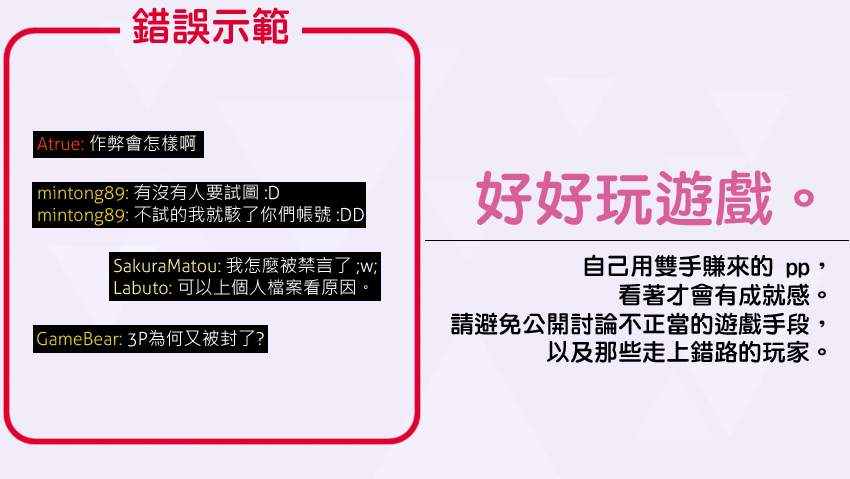 錯誤示範
Atrue: 作弊會怎樣啊
mintong89: 有沒有人要試圖 :D
mintong89: 不試的我就駭了你們帳號 :DD
SakuraMatou: 我怎麼被禁言了 ;w;
Labuto: 可以上個人檔案看原因。
GameBear: 3P為何又被封了?
好好玩遊戲。
自己用雙手賺來的 pp，
看著才會有成就感。
請避免公開討論不正當的遊戲手段，
以及那些走上錯路的玩家。